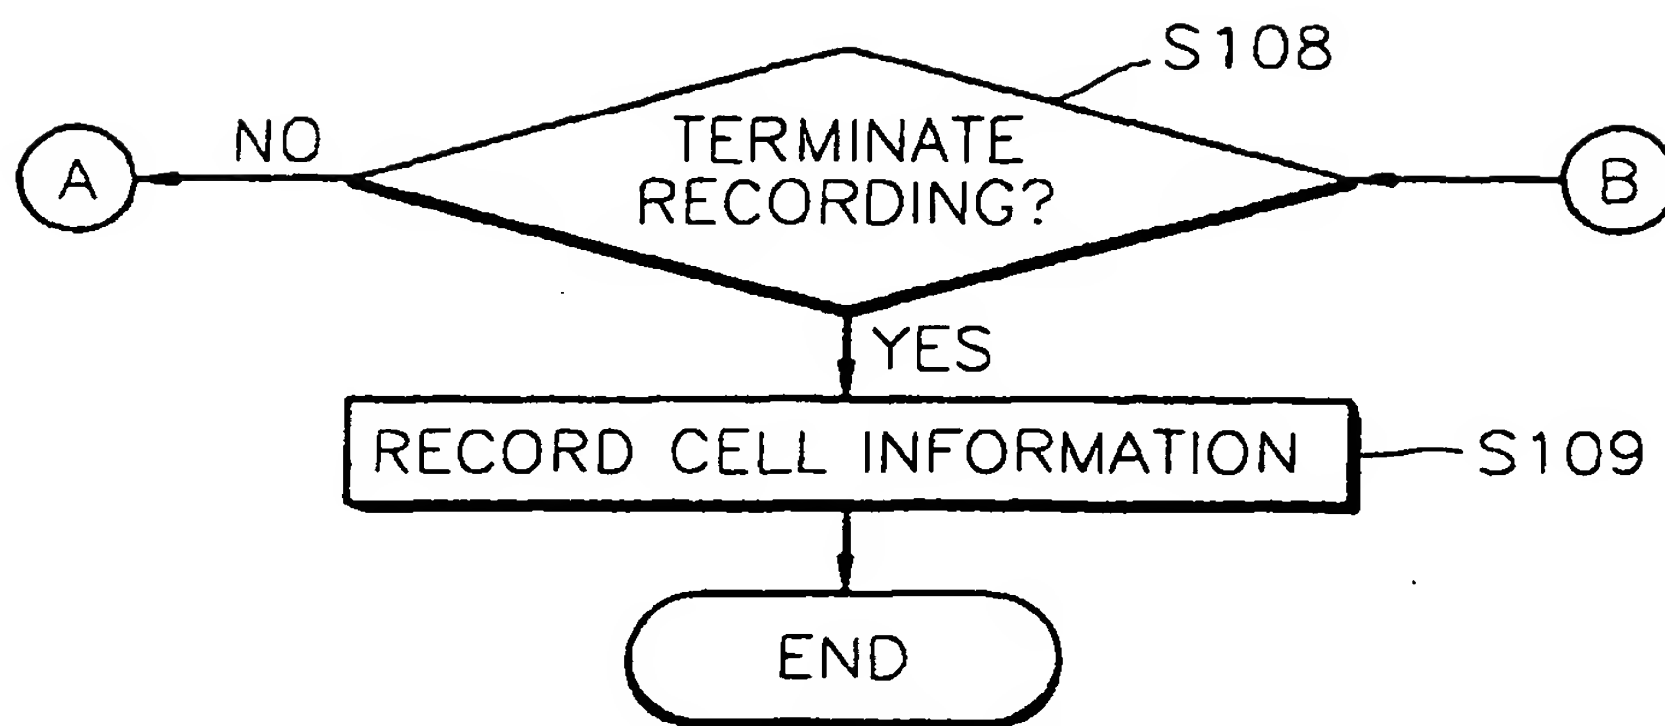 S108
NO
A
TERMINATE
RECORDING?
B
YES
RECORD CELL INFORMATION
S109
END